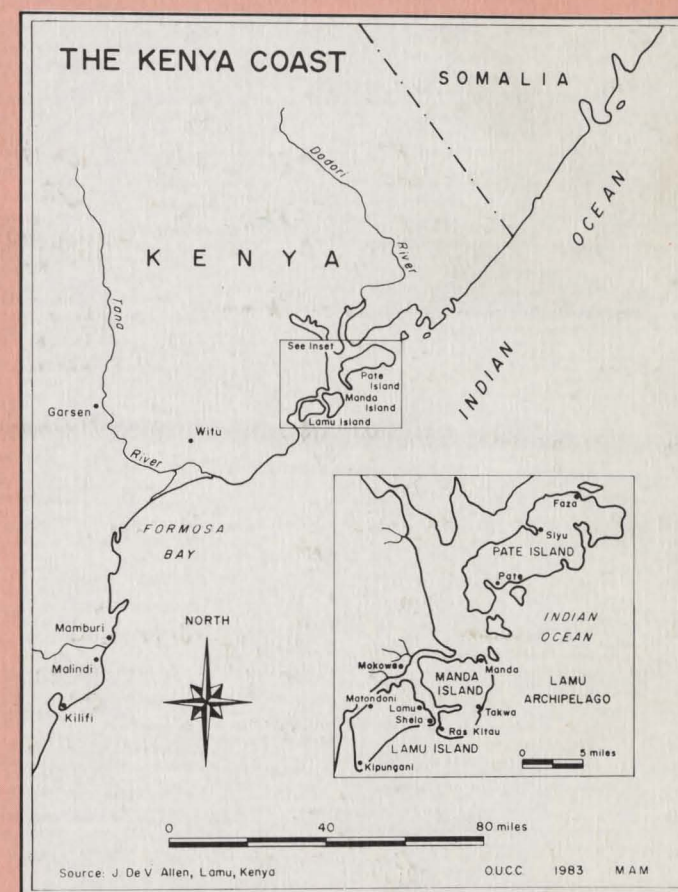 THE KENYA COAST
SOMALIA
Dodori
River
INDIAN OCEAN
KENYA
Tana
River
See Inset
Pate
Island
Manda
Island
Lamu Island
Garsen
Witu
FORMOSA
BAY
NORTH
Mamburi
Malindi
Kilifi
Faza
Siyu
PATE ISLAND
Pate
INDIAN
OCEAN
Mokowe
Manda
MANDA
ISLAND
LAMU
ARCHIPELAGO
Matondoni
Lamu
Takwa
Shela
Ras Kitau
LAMU ISLAND
0 5 miles
Kipungani
0 40 80 miles
Source: J. De V Allen, Lamu, Kenya O.U.C.C. 1983 M.A.M